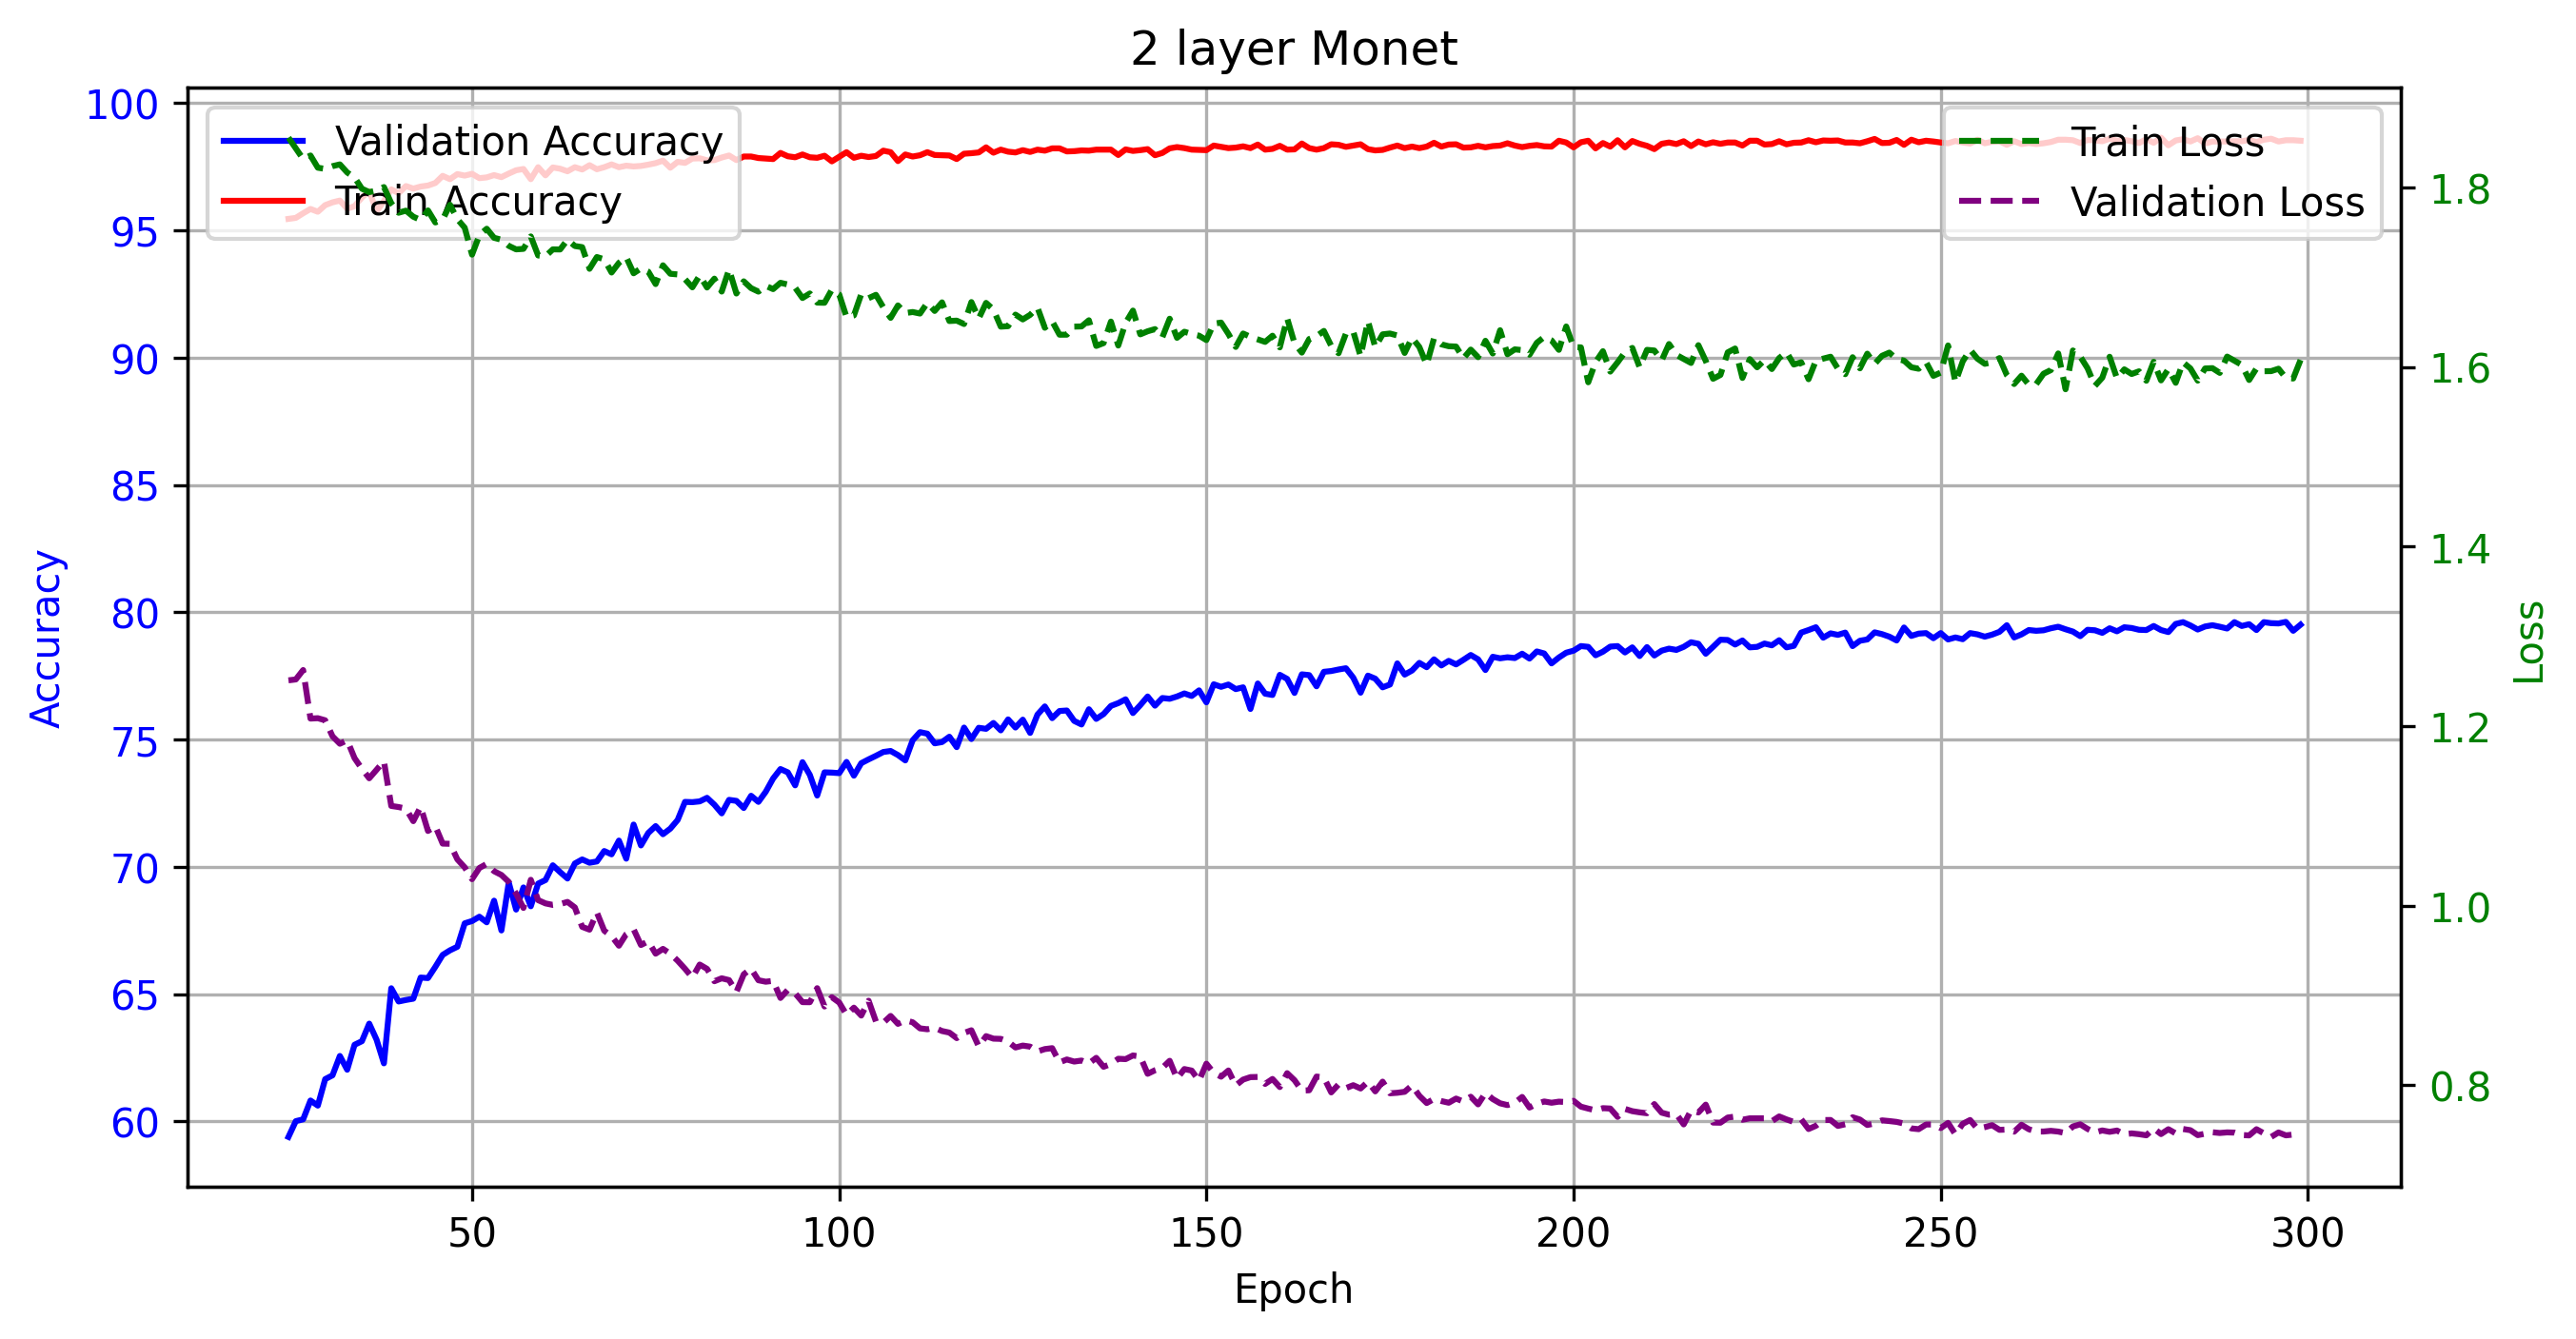 2 layer Monet
100
95
90
85
80
75
70
65
60
Accuracy
Validation Accuracy
Train Accuracy
Train Loss
Validation Loss
1.8
1.6
1.4
1.2
1.0
0.8
Loss
50 100 150 200 250 300
Epoch